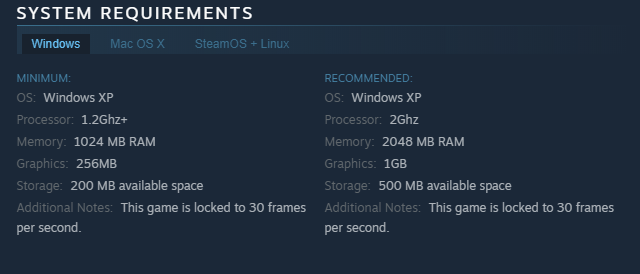 SYSTEM REQUIREMENTS
Windows Mac OS X SteamOS + Linux
MINIMUM:
OS: Windows XP
Processor: 1.2Ghz+
Memory: 1024 MB RAM
Graphics: 256MB
Storage: 200 MB available space
Additional Notes: This game is locked to 30 frames
per second.
RECOMMENDED:
OS: Windows XP
Processor: 2Ghz
Memory: 2048 MB RAM
Graphics: 1GB
Storage: 500 MB available space
Additional Notes: This game is locked to 30 frames
per second.